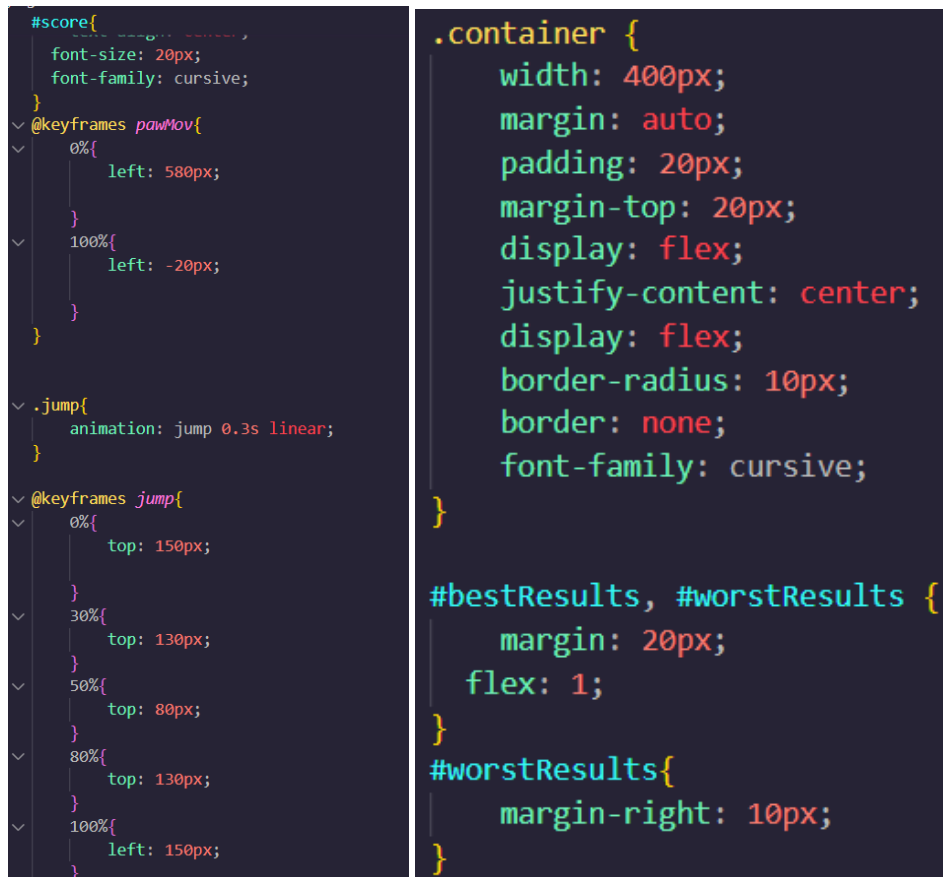 #score{
font-size: 20px;
font-family: cursive;
}
@keyframes pawMov{
0%{
left: 580px;
}
100%{
left: -20px;
}
}
.jump{
animation: jump 0.3s linear;
}
@keyframes jump{
0%{
top: 150px;
}
30%{
top: 130px;
}
50%{
top: 80px;
}
80%{
top: 130px;
}
100%{
left: 150px;
}
.container {
width: 400px;
margin: auto;
padding: 20px;
margin-top: 20px;
display: flex;
justify-content: center;
display: flex;
border-radius: 10px;
border: none;
font-family: cursive;
}
#bestResults, #worstResults {
margin: 20px;
flex: 1;
}
#worstResults{
margin-right: 10px;
}